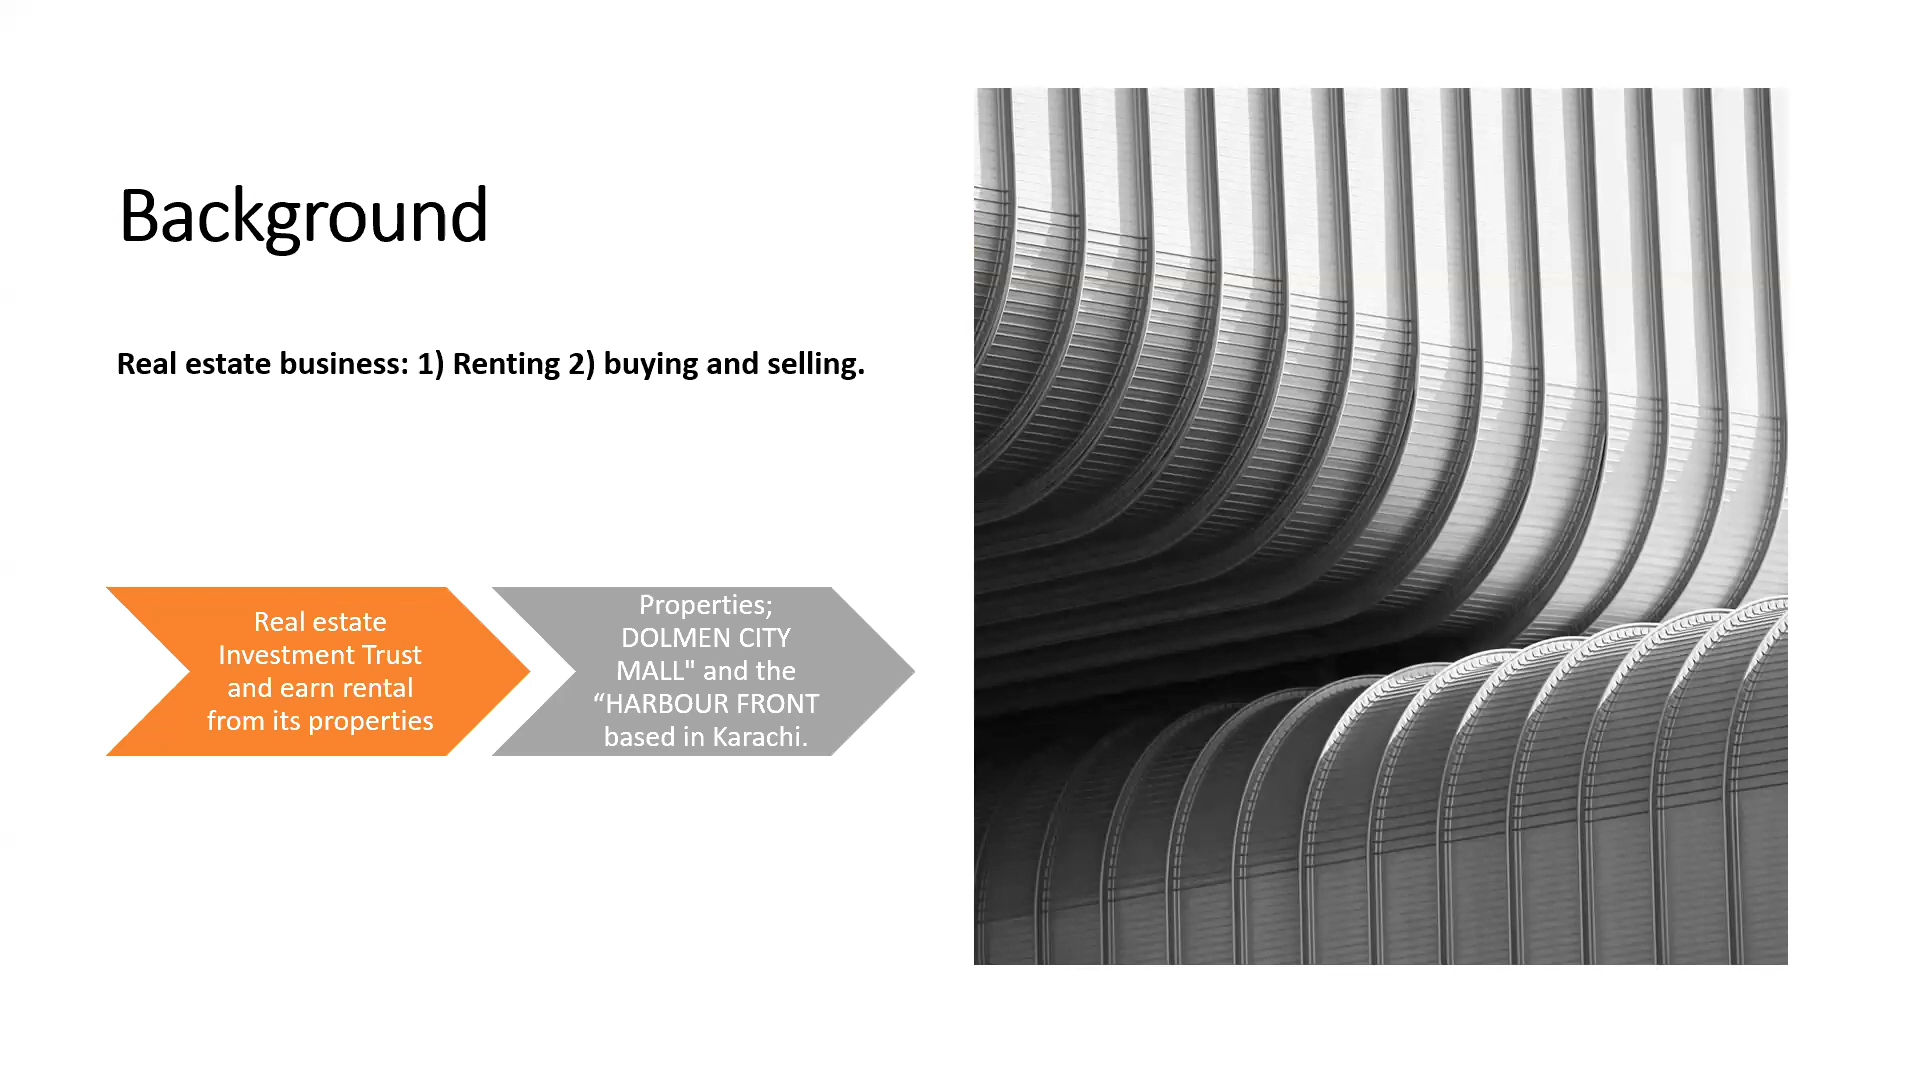 Background
Real estate business: 1) Renting 2) buying and selling.
Real estate
Investment Trust
and earn rental
from its properties
Properties;
DOLMEN CITY
MALL" and the
“HARBOUR FRONT
based in Karachi.